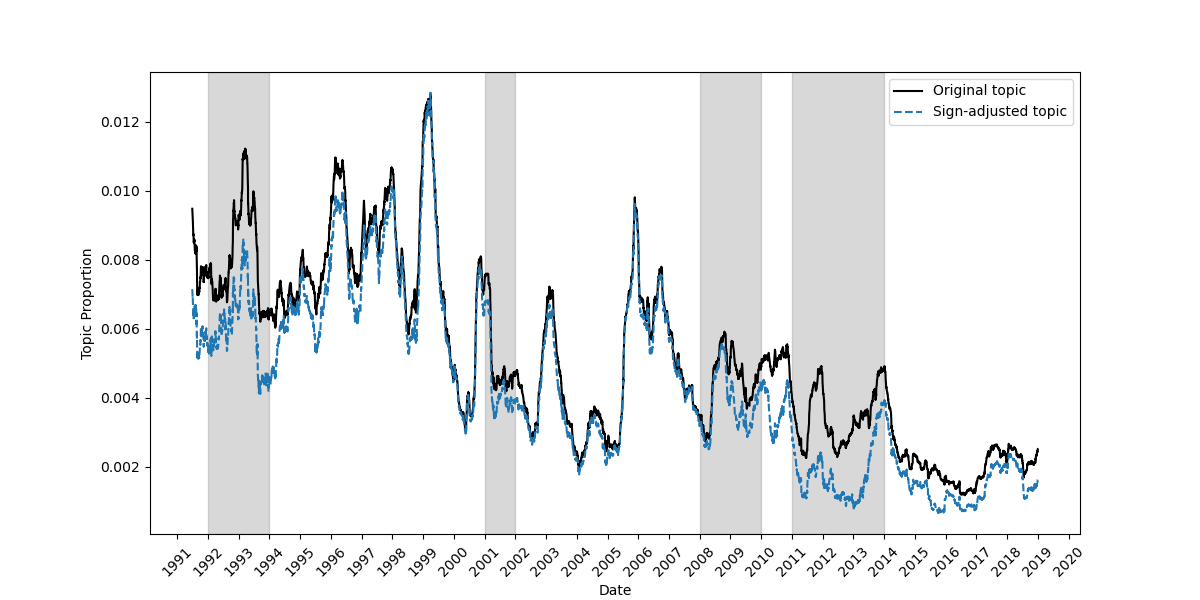 Original topic
Sign-adjusted topic
0.012
0.010
0.008
0.006
0.004
0.002
Topic Proportion
1991 1992 1993 1994 1995 1996 1997 1998 1999 2000 2001 2002 2003 2004 2005 2006 2007 2008 2009 2010 2011 2012 2013 2014 2015 2016 2017 2018 2019 2020
Date